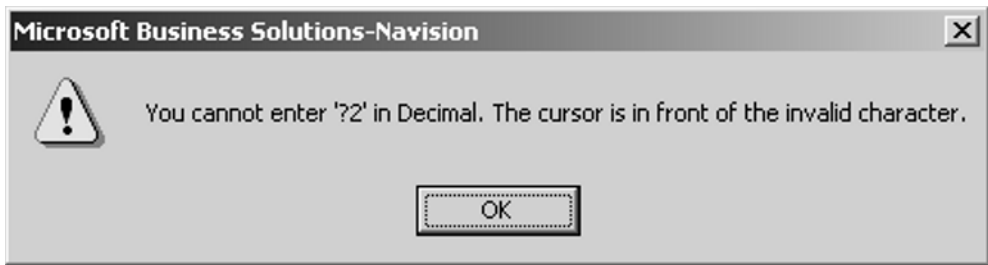 Microsoft Business Solutions-Navision
You cannot enter '?2' in Decimal. The cursor is in front of the invalid character.
OK